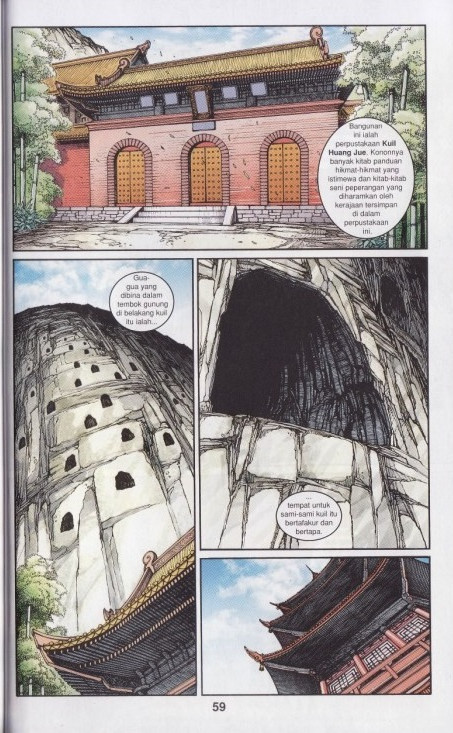 Bangunan
ini ialah
perpustakaan Kuil
Huang Jue. Kononnya
banyak kitab panduan
hikmat-hikmat yang
istimewa dan kitab-kitab
seni peperangan yang
diharamkan oleh
kerajaan tersimpan
di dalam
perpustakaan
ini.
Gua-
gua yang
dibina dalam
tembok gunung
di belakang kuil
itu ialah...
...
tempat untuk
sami-sami kuil itu
bertafakur dan
bertapa.
59